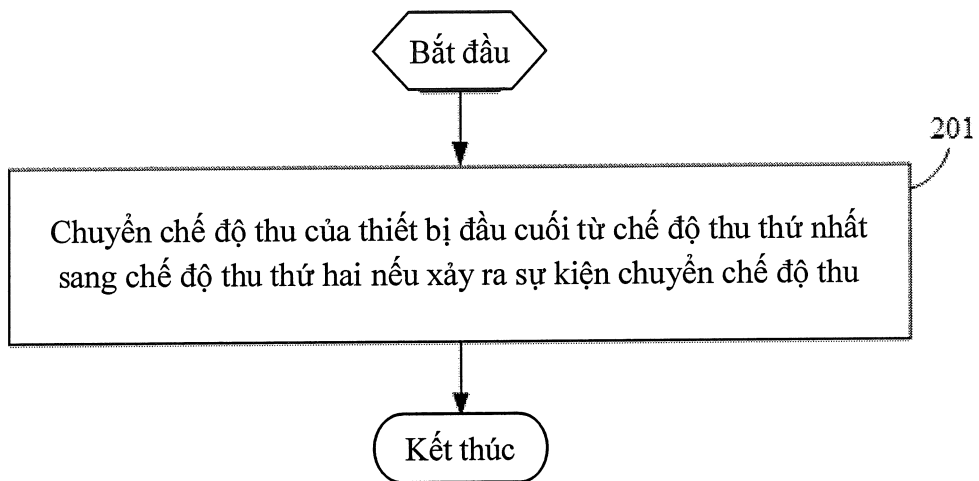 Bắt đầu
201
Chuyển chế độ thu của thiết bị đầu cuối từ chế độ thu thứ nhất
sang chế độ thu thứ hai nếu xảy ra sự kiện chuyển chế độ thu
Kết thúc